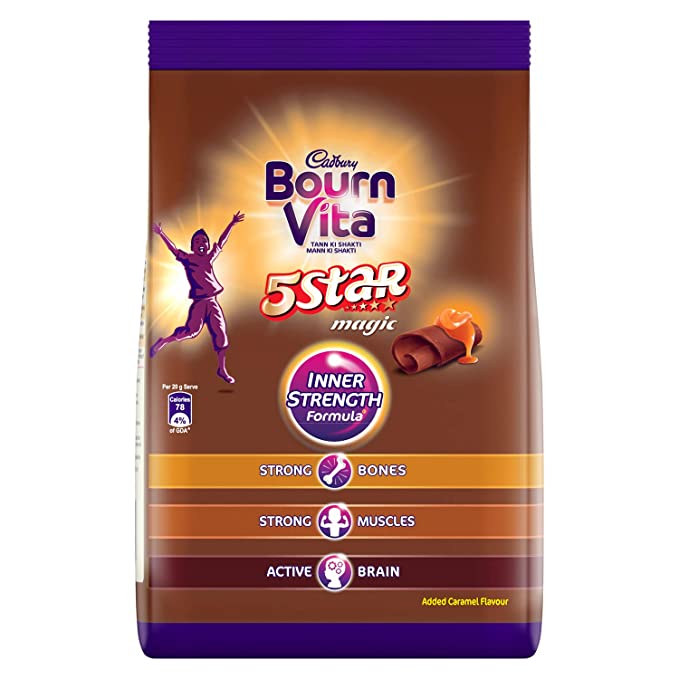 Cadbury
Bourn
Vita
TANN KI SHAKTI
MANN KI SHAKTI
5Star
magic
INNER
STRENGTH
Formula*
Per 20 g Serve
Calories
78
4%
of GDA*
STRONG BONES
STRONG MUSCLES
ACTIVE BRAIN
Added Caramel Flavour